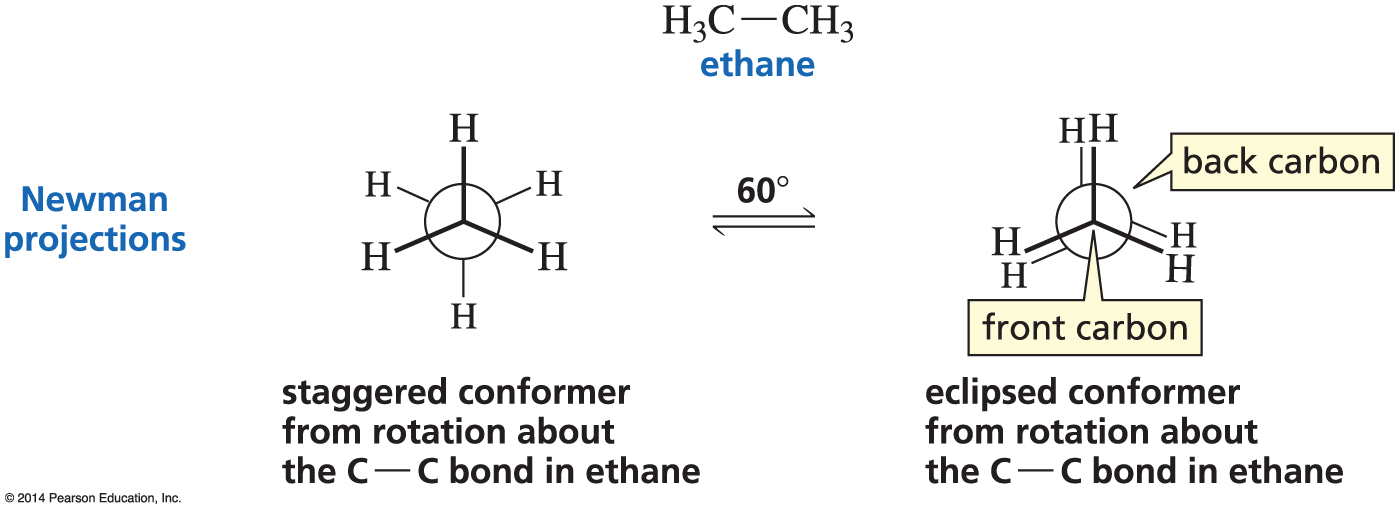 H₃C—CH₃
ethane
Newman
projections
H
H
H
H
H
H
60°
HH
back carbon
H
H
H
H
front carbon
staggered conformer
from rotation about
the C—C bond in ethane
eclipsed conformer
from rotation about
the C—C bond in ethane
© 2014 Pearson Education, Inc.